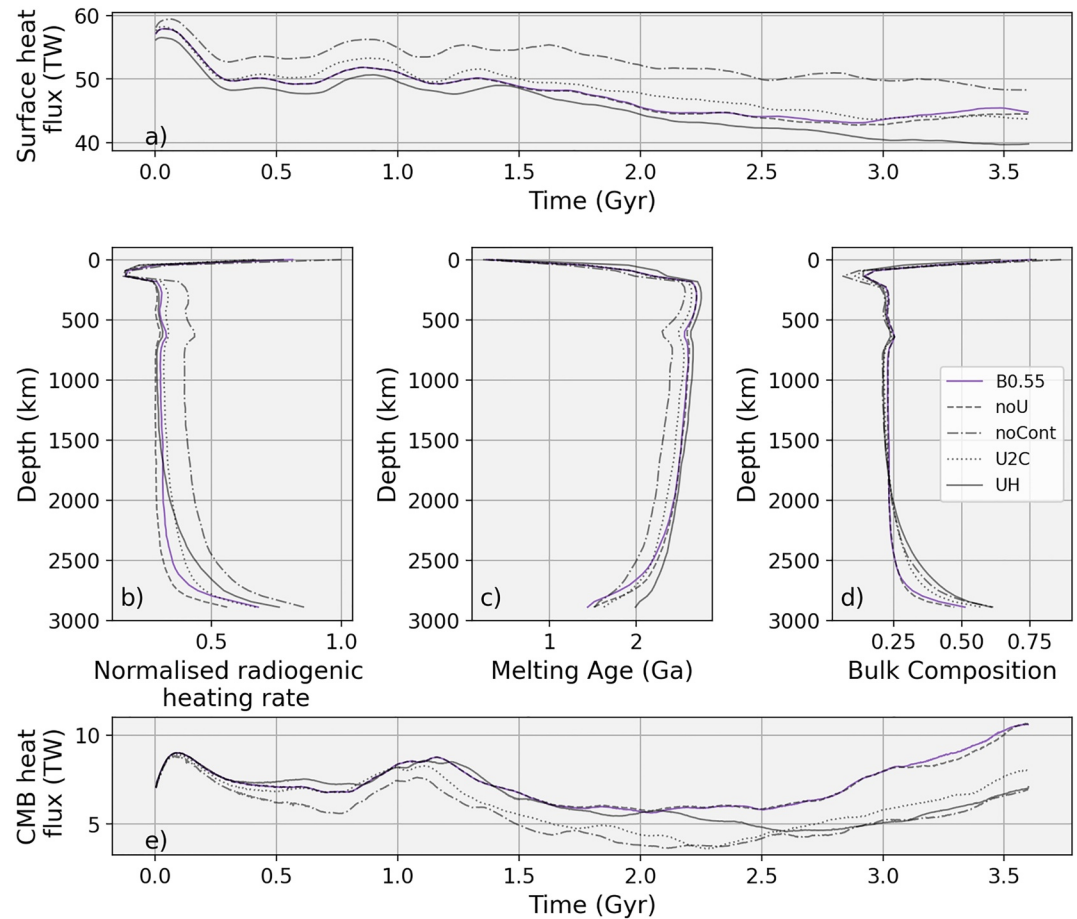 Surface heat
flux (TW)
60
50
40
a)
0.0 0.5 1.0 1.5 2.0 2.5 3.0 3.5
Time (Gyr)
Depth (km)
0
500
1000
1500
2000
2500
3000
b)
0.5 1.0
Normalised radiogenic
heating rate
Depth (km)
0
500
1000
1500
2000
2500
3000
c)
1 2
Melting Age (Ga)
Depth (km)
0
500
1000
1500
2000
2500
3000
B0.55
noU
noCont
U2C
UH
d)
0.25 0.50 0.75
Bulk Composition
CMB heat
flux (TW)
10
5
e)
0.0 0.5 1.0 1.5 2.0 2.5 3.0 3.5
Time (Gyr)